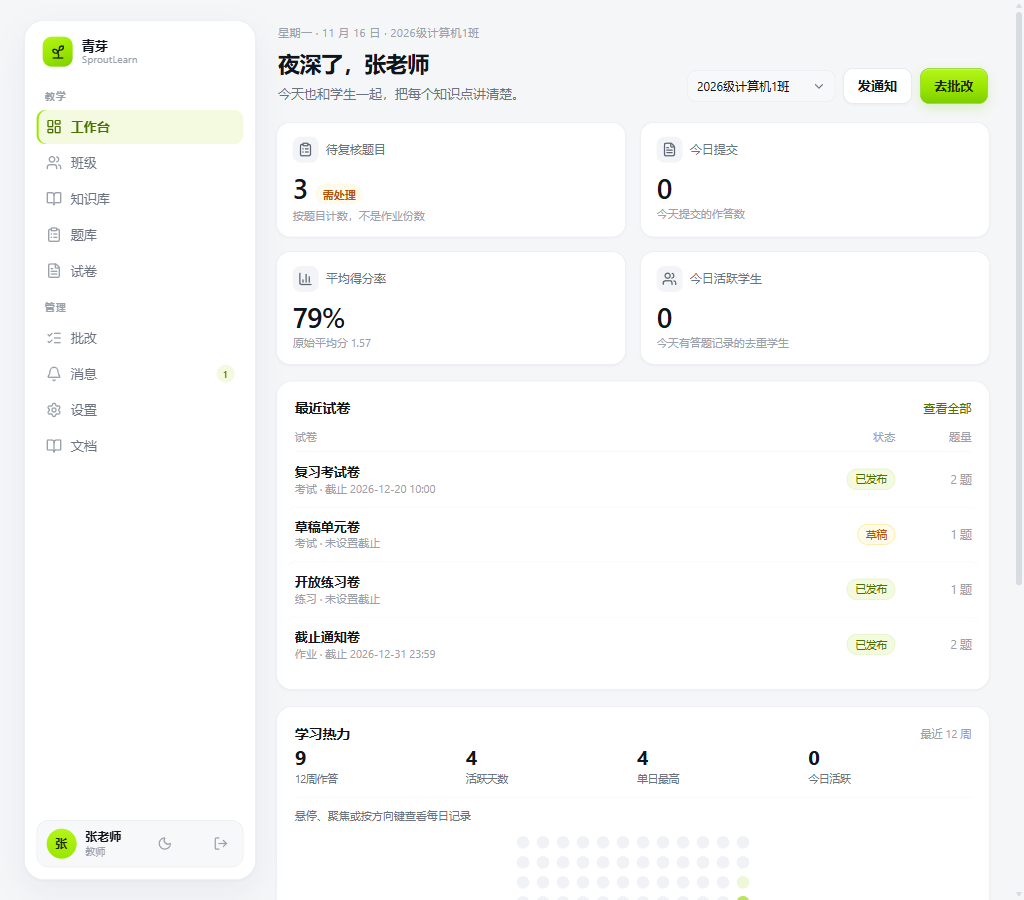 青芽
SproutLearn
教学
工作台
班级
知识库
题库
试卷
管理
批改
消息 1
设置
文档
张 张老师
教师
星期一 · 11 月 16 日 · 2026级计算机1班
夜深了，张老师
今天也和学生一起，把每个知识点讲清楚。
2026级计算机1班
发通知
去批改
待复核题目
3 需处理
按题目计数，不是作业份数
今日提交
0
今天提交的作答数
平均得分率
79%
原始平均分 1.57
今日活跃学生
0
今天有答题记录的去重学生
最近试卷 查看全部
试卷 状态 题量
复习考试卷
考试 · 截止 2026-12-20 10:00
已发布 2 题
草稿单元卷
考试 · 未设置截止
草稿 1 题
开放练习卷
练习 · 未设置截止
已发布 1 题
截止通知卷
作业 · 截止 2026-12-31 23:59
已发布 2 题
学习热力 最近 12 周
9 4 4 0
12周作答 活跃天数 单日最高 今日活跃
悬停、聚焦或按方向键查看每日记录